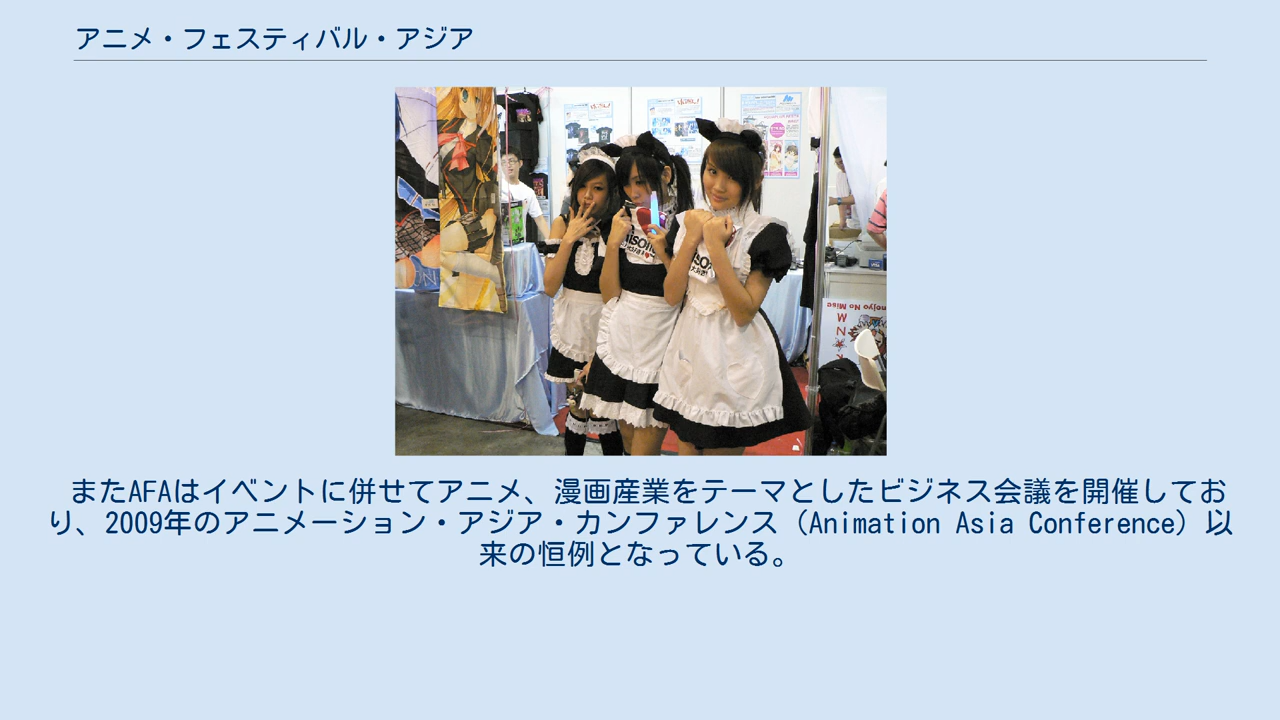 アニメ・フェスティバル・アジア
またAFAはイベントに併せてアニメ、漫画産業をテーマとしたビジネス会議を開催してお
り、2009年のアニメーション・アジア・カンファレンス（Animation Asia Conference）以
来の恒例となっている。